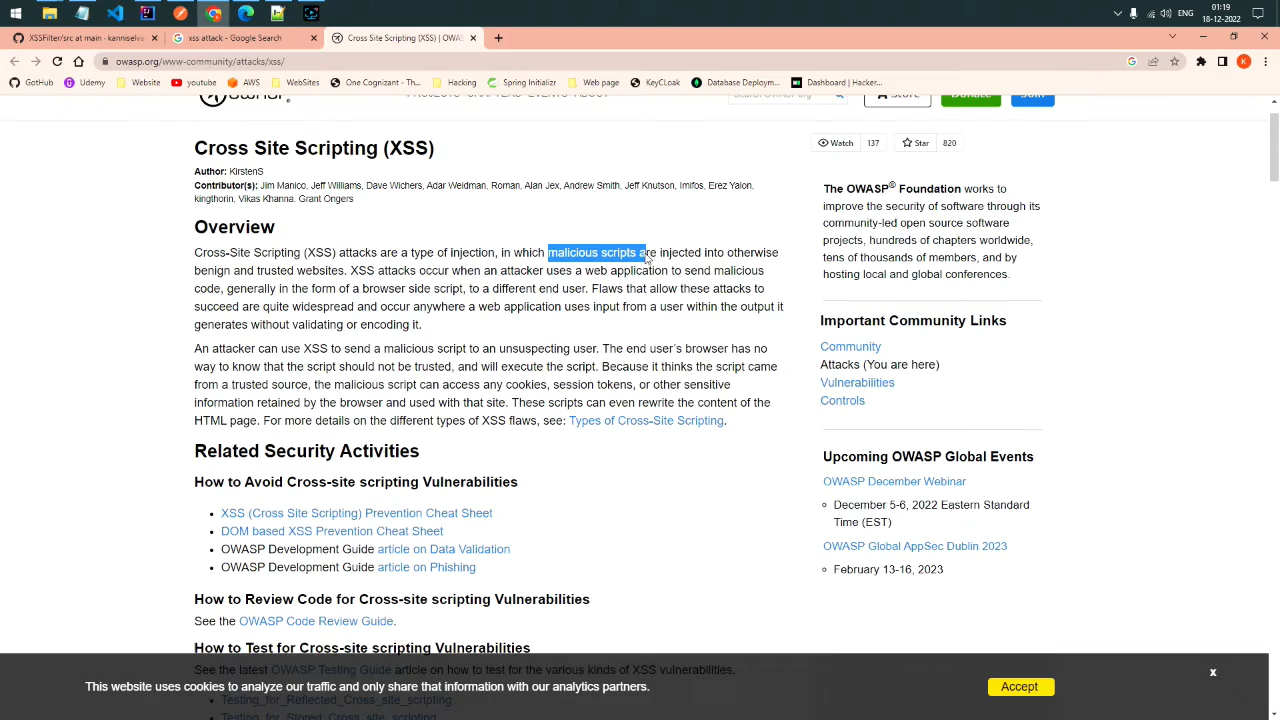 01:19
ENG
18-12-2022
XSSFilter/src at main · kanniselva
xss attack - Google Search
Cross Site Scripting (XSS) | OWAS
owasp.org/www-community/attacks/xss/
GotHub
Udemy
Website
youtube
AWS
WebSites
One Cognizant - Th...
Hacking
Spring Initializr
Web page
KeyCLoak
Database Deploym...
Dashboard | Hacker...
Store
Donate
Join
Cross Site Scripting (XSS)
Watch 137
Star 820
Author: KirstenS
Contributor(s): Jim Manico, Jeff Williams, Dave Wichers, Adar Weidman, Roman, Alan Jex, Andrew Smith, Jeff Knutson, Imifos, Erez Yalon,
kingthorin, Vikas Khanna. Grant Ongers
Overview
Cross-Site Scripting (XSS) attacks are a type of injection, in which malicious scripts are injected into otherwise
benign and trusted websites. XSS attacks occur when an attacker uses a web application to send malicious
code, generally in the form of a browser side script, to a different end user. Flaws that allow these attacks to
succeed are quite widespread and occur anywhere a web application uses input from a user within the output it
generates without validating or encoding it.
An attacker can use XSS to send a malicious script to an unsuspecting user. The end user's browser has no
way to know that the script should not be trusted, and will execute the script. Because it thinks the script came
from a trusted source, the malicious script can access any cookies, session tokens, or other sensitive
information retained by the browser and used with that site. These scripts can even rewrite the content of the
HTML page. For more details on the different types of XSS flaws, see: Types of Cross-Site Scripting.
Related Security Activities
How to Avoid Cross-site scripting Vulnerabilities
XSS (Cross Site Scripting) Prevention Cheat Sheet
DOM based XSS Prevention Cheat Sheet
OWASP Development Guide article on Data Validation
OWASP Development Guide article on Phishing
How to Review Code for Cross-site scripting Vulnerabilities
See the OWASP Code Review Guide.
How to Test for Cross-site scripting Vulnerabilities
See the latest OWASP Testing Guide article on how to test for the various kinds of XSS vulnerabilities.
Testing_for_Reflected_Cross_site_scripting
Testing_for_Stored_Cross_site_scripting
The OWASP® Foundation works to
improve the security of software through its
community-led open source software
projects, hundreds of chapters worldwide,
tens of thousands of members, and by
hosting local and global conferences.
Important Community Links
Community
Attacks (You are here)
Vulnerabilities
Controls
Upcoming OWASP Global Events
OWASP December Webinar
December 5-6, 2022 Eastern Standard
Time (EST)
OWASP Global AppSec Dublin 2023
February 13-16, 2023
This website uses cookies to analyze our traffic and only share that information with our analytics partners.
Accept
x